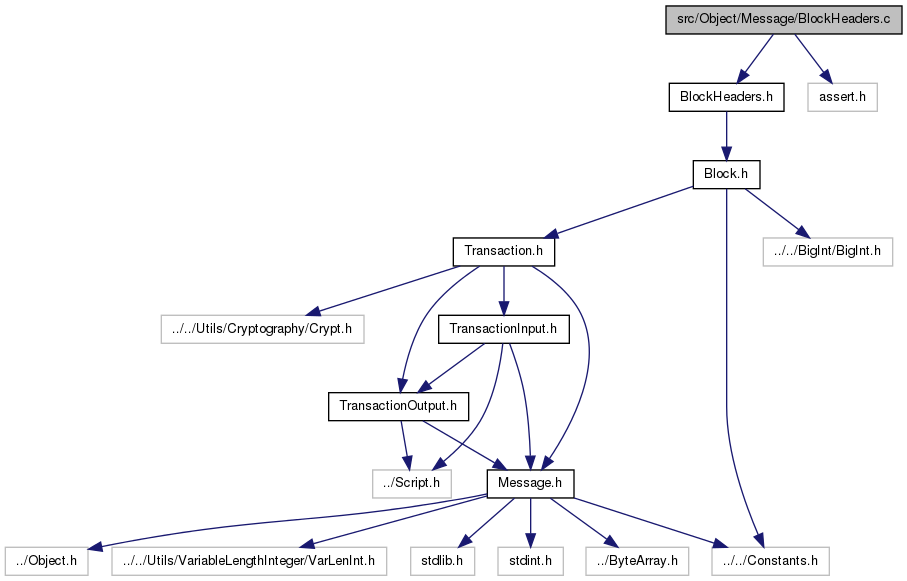 src/Object/Message/BlockHeaders.c
BlockHeaders.h
assert.h
Block.h
Transaction.h
../../BigInt/BigInt.h
../../Utils/Cryptography/Crypt.h
TransactionInput.h
TransactionOutput.h
../Script.h
Message.h
../Object.h
../../Utils/VariableLengthInteger/VarLenInt.h
stdlib.h
stdint.h
../ByteArray.h
../../Constants.h